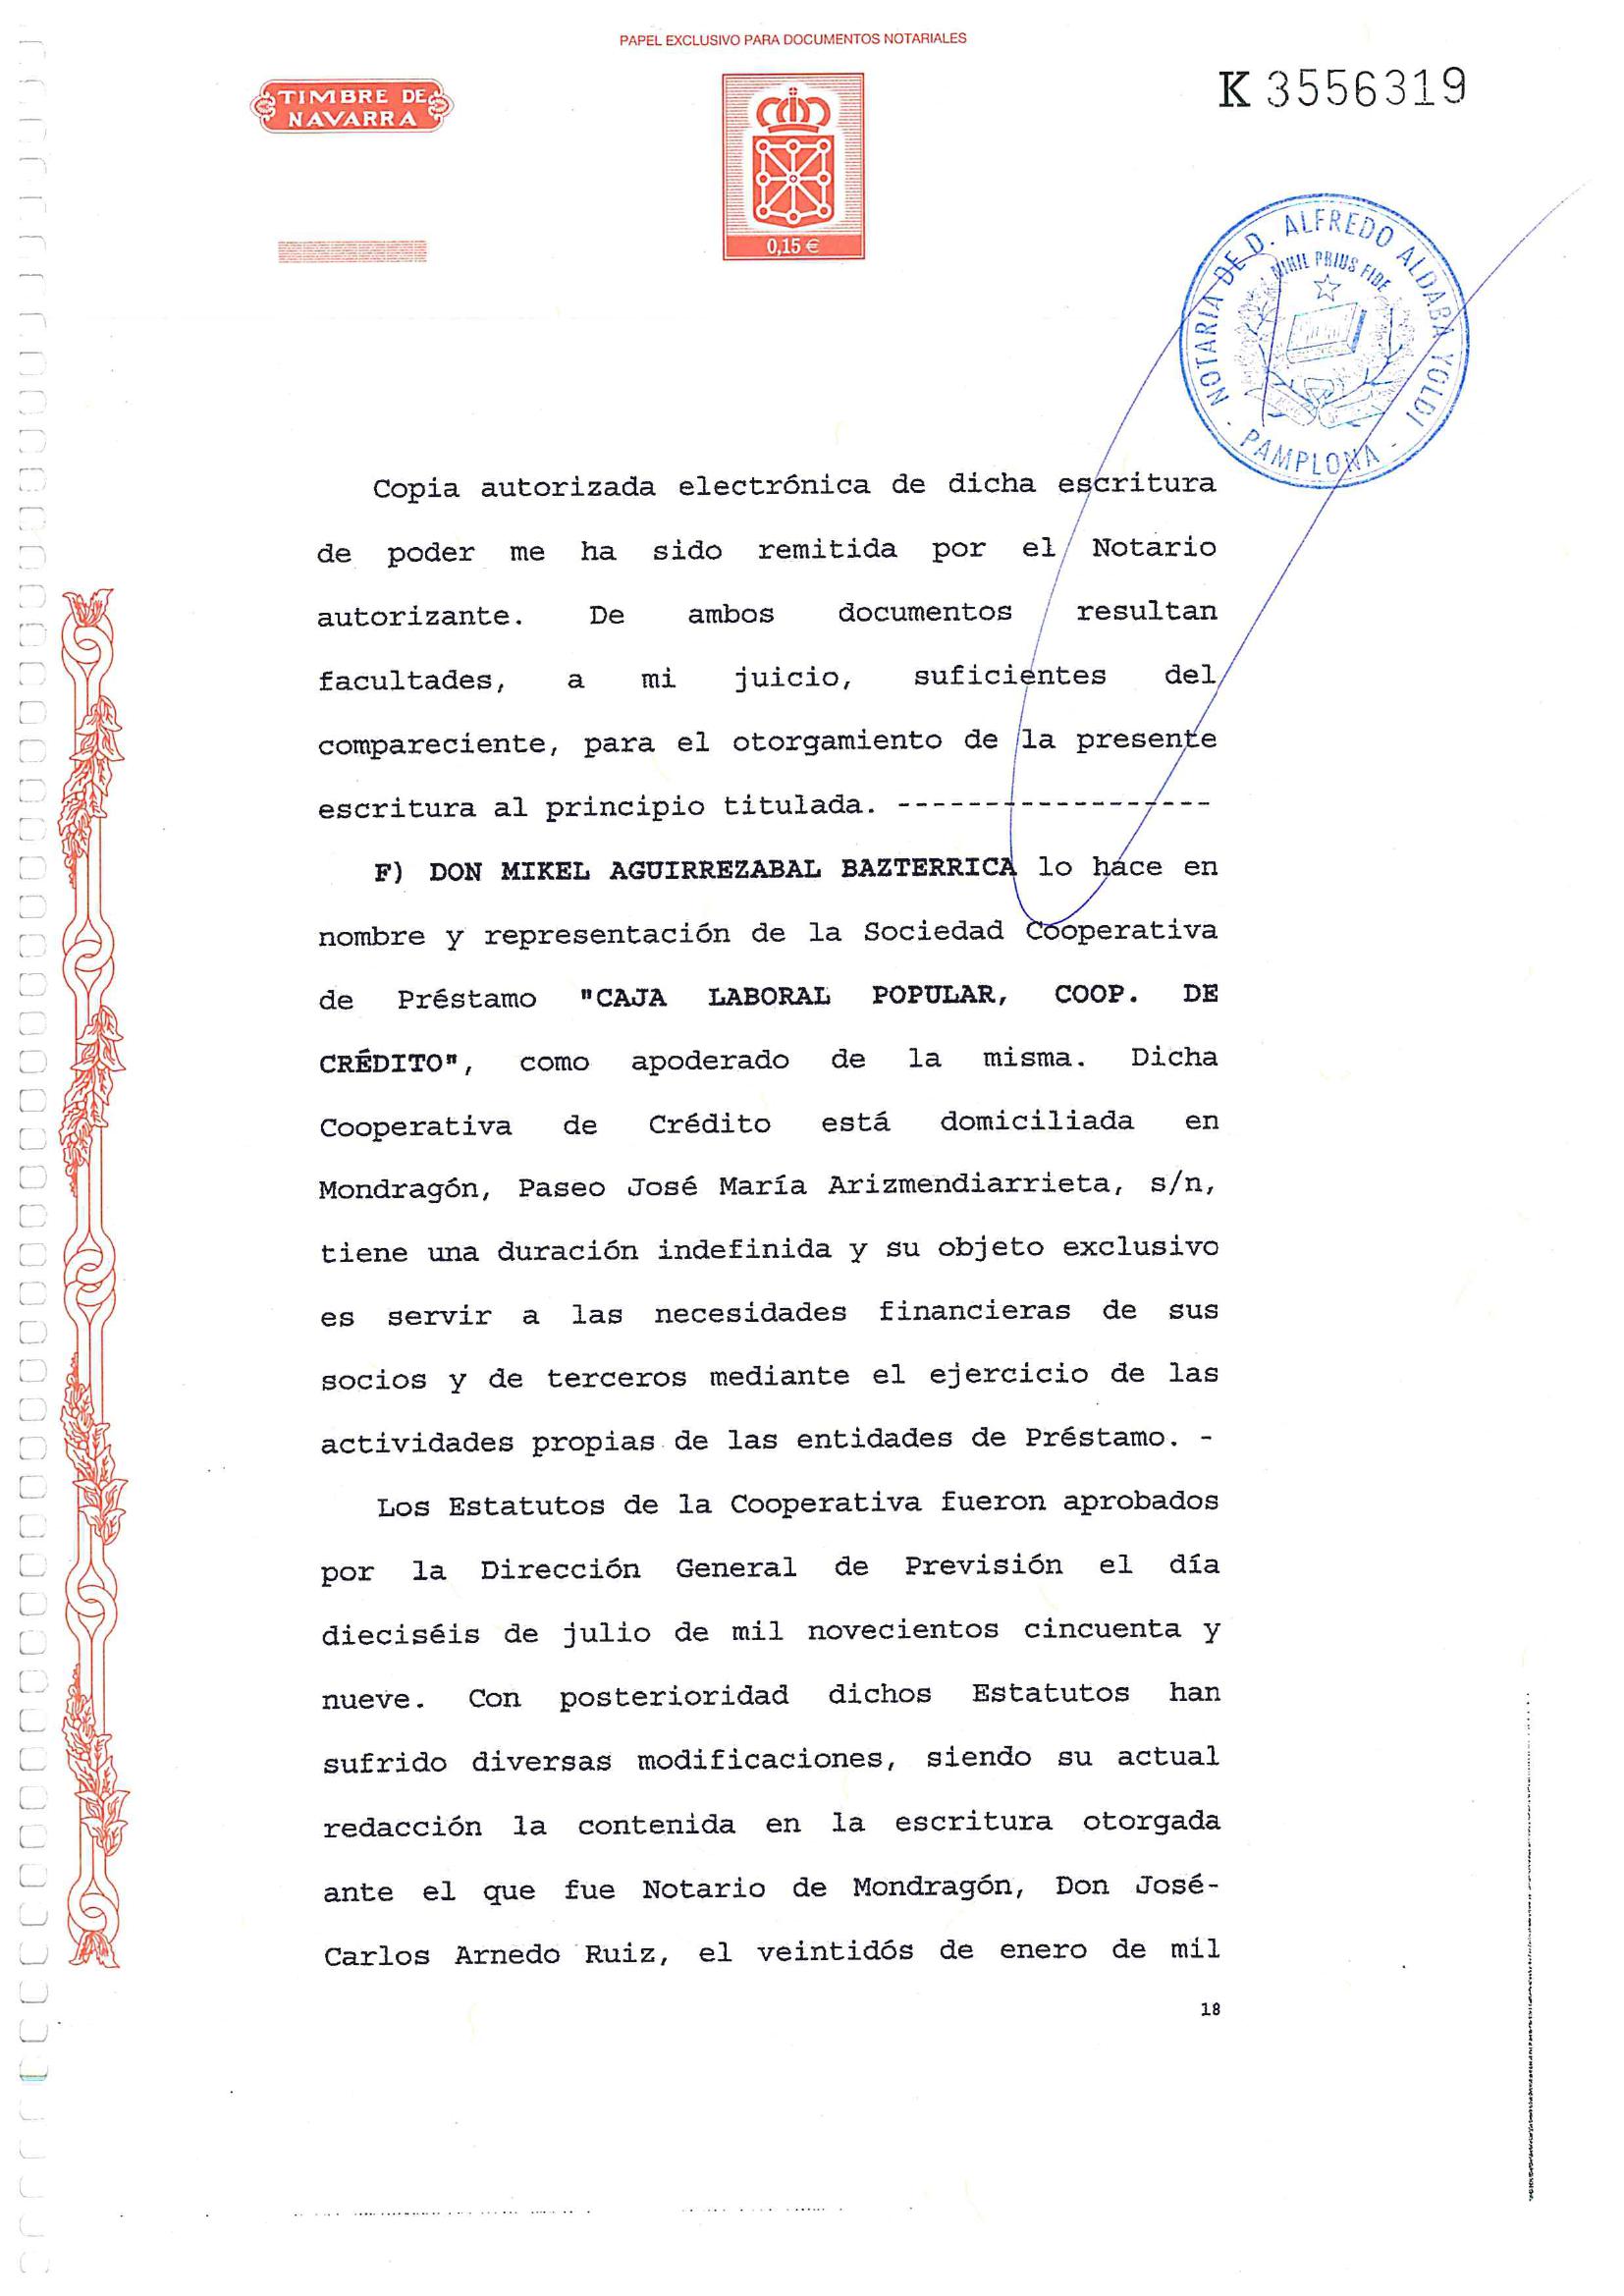 PAPEL EXCLUSIVO PARA DOCUMENTOS NOTARIALES
TIMBRE DE
NAVARRA
K 3556319
0,15 €
NOTARIA DE D. ALFREDO ALDABA YOLDI
NIHIL PRIUS FIDE
- PAMPLONA -
Copia autorizada electrónica de dicha escritura
de poder me ha sido remitida por el Notario
autorizante. De ambos documentos resultan
facultades, a mi juicio, suficientes del
compareciente, para el otorgamiento de la presente
escritura al principio titulada. ------------------
F) DON MIKEL AGUIRREZABAL BAZTERRICA lo hace en
nombre y representación de la Sociedad Cooperativa
de Préstamo "CAJA LABORAL POPULAR, COOP. DE
CRÉDITO", como apoderado de la misma. Dicha
Cooperativa de Crédito está domiciliada en
Mondragón, Paseo José María Arizmendiarrieta, s/n,
tiene una duración indefinida y su objeto exclusivo
es servir a las necesidades financieras de sus
socios y de terceros mediante el ejercicio de las
actividades propias de las entidades de Préstamo. -
Los Estatutos de la Cooperativa fueron aprobados
por la Dirección General de Previsión el día
dieciséis de julio de mil novecientos cincuenta y
nueve. Con posterioridad dichos Estatutos han
sufrido diversas modificaciones, siendo su actual
redacción la contenida en la escritura otorgada
ante el que fue Notario de Mondragón, Don José-
Carlos Arnedo Ruiz, el veintidós de enero de mil
18